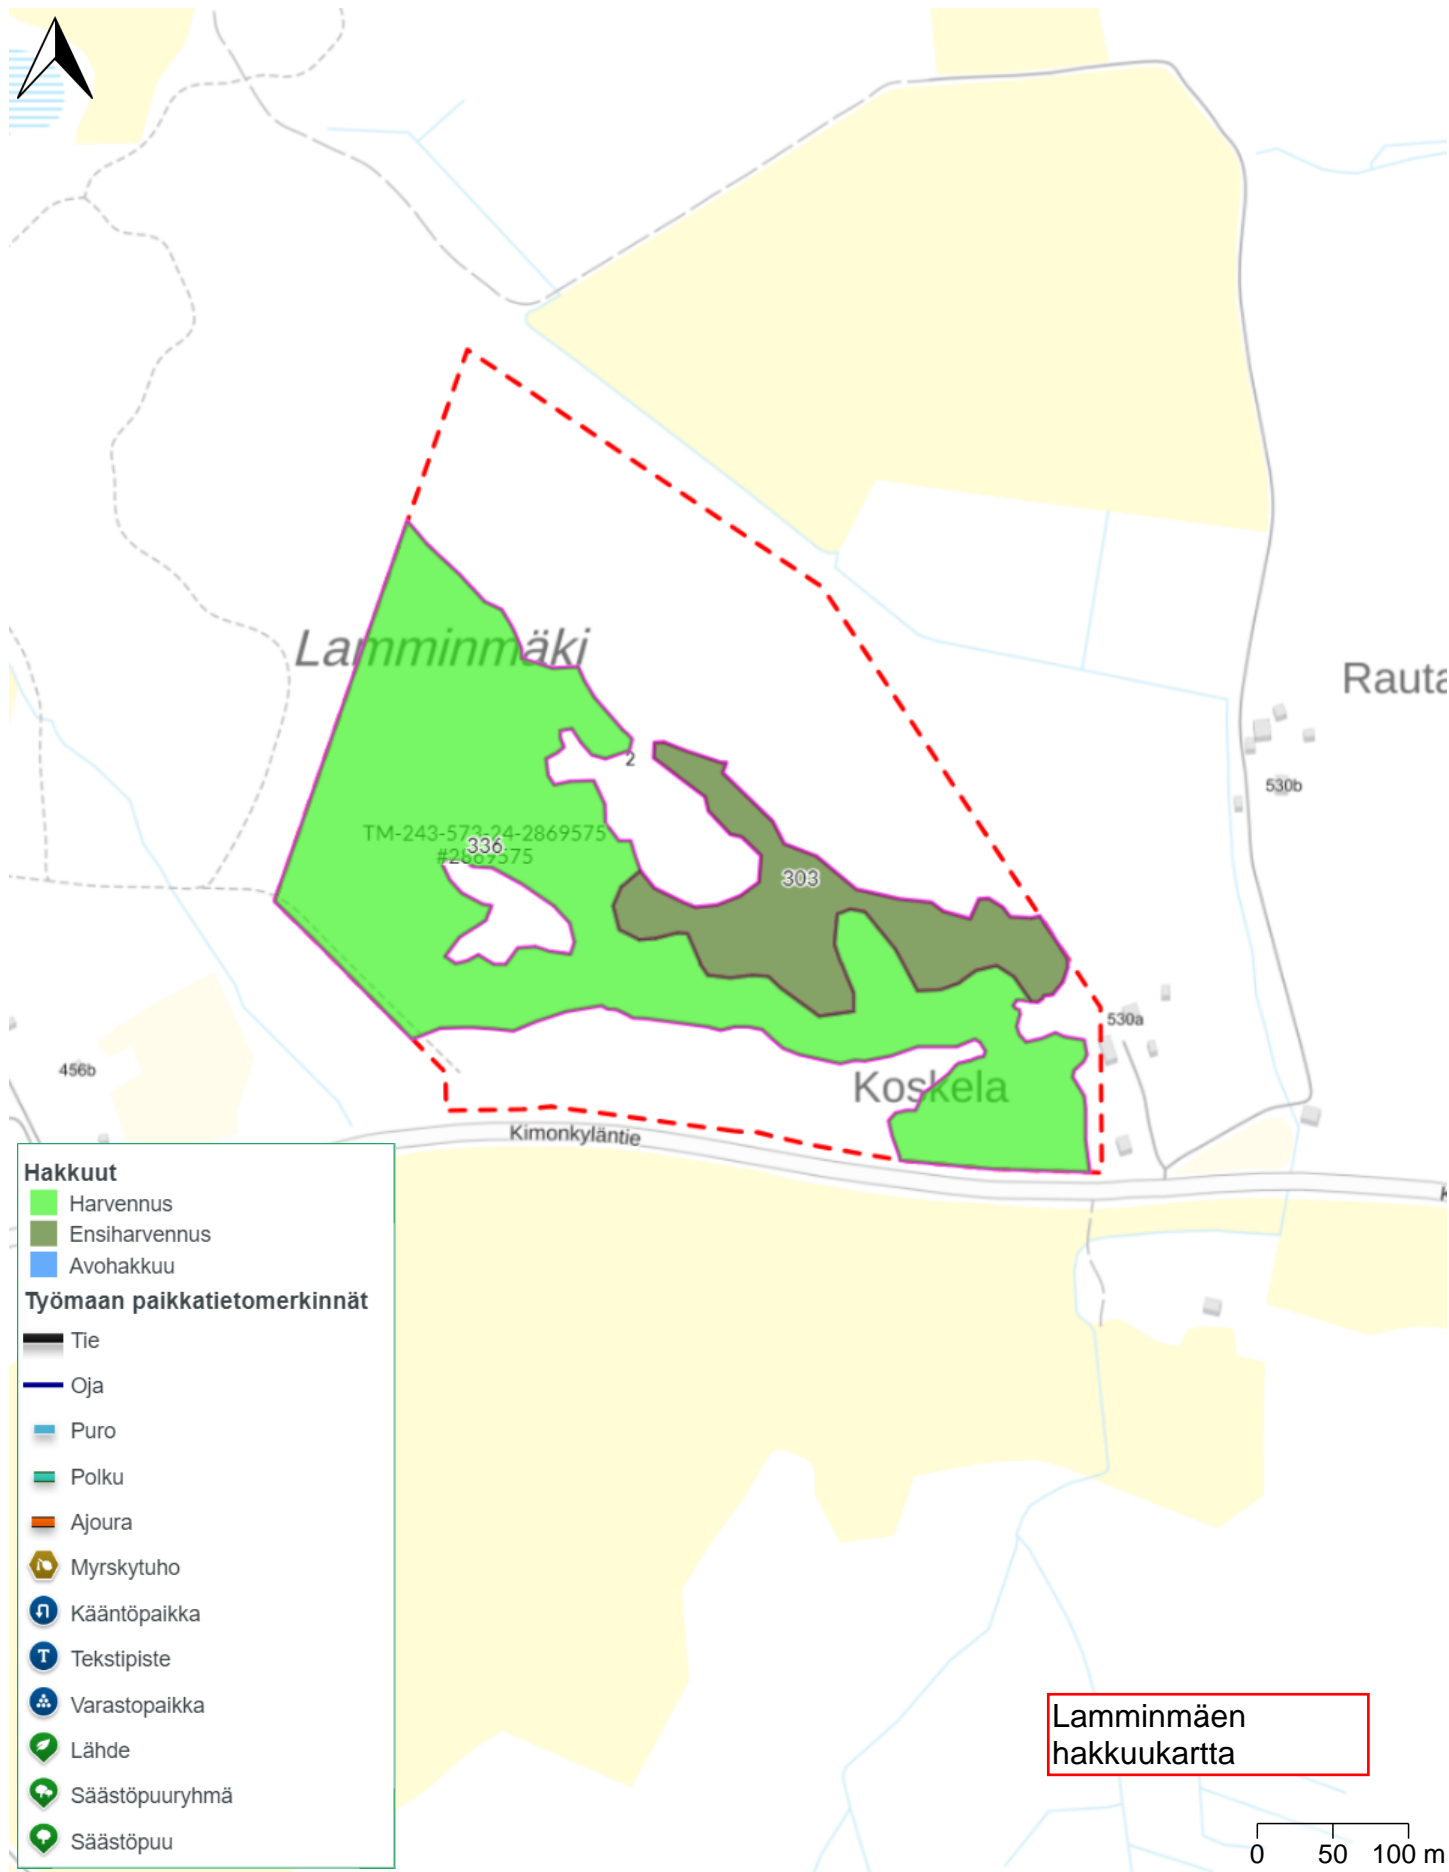 Lamminmäki
Rauta
2
530b
TM-243-573-24-2869575
336
#2869575
303
530a
456b
Koskela
Kimonkyläntie
K
Hakkuut
Harvennus
Ensiharvennus
Avohakkuu
Työmaan paikkatietomerkinnät
Tie
Oja
Puro
Polku
Ajoura
Myrskytuho
Kääntöpaikka
T Tekstipiste
Varastopaikka
Lähde
Säästöpuuryhmä
Säästöpuu
Lamminmäen
hakkuukartta
0 50 100 m